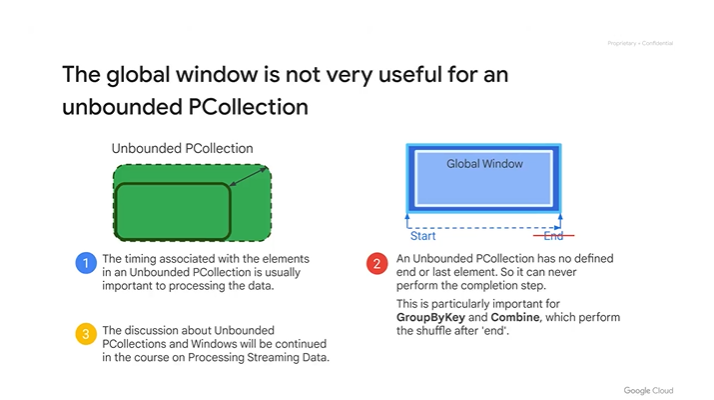 Proprietary + Confidential
The global window is not very useful for an
unbounded PCollection
Unbounded PCollection
Global Window
Start
End
1
The timing associated with the elements
in an Unbounded PCollection is usually
important to processing the data.
2
An Unbounded PCollection has no defined
end or last element. So it can never
perform the completion step.
This is particularly important for
GroupByKey and Combine, which perform
the shuffle after 'end'.
3
The discussion about Unbounded
PCollections and Windows will be continued
in the course on Processing Streaming Data.
Google Cloud